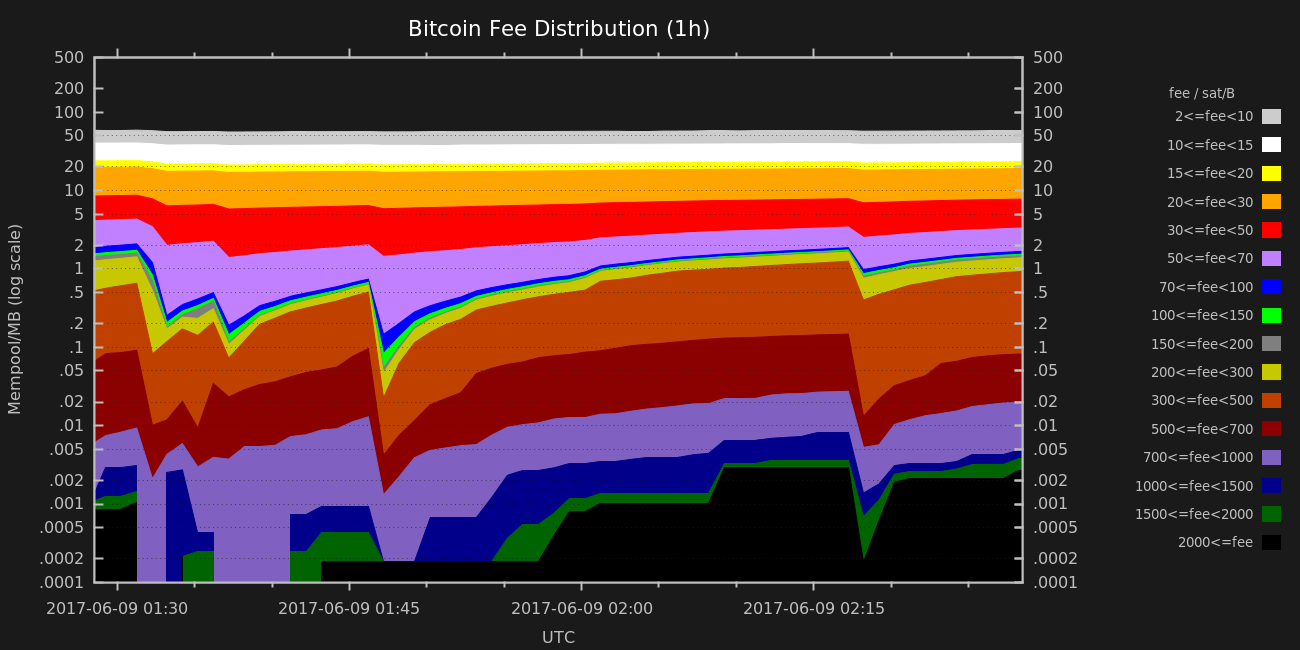 Bitcoin Fee Distribution (1h)
500 500
200 200
100 100
50 50
20 20
10 10
5 5
2 2
1 1
.5 .5
.2 .2
.1 .1
.05 .05
.02 .02
.01 .01
.005 .005
.002 .002
.001 .001
.0005 .0005
.0002 .0002
.0001 .0001
Mempool/MB (log scale)
2017-06-09 01:30 2017-06-09 01:45 2017-06-09 02:00 2017-06-09 02:15
UTC
fee / sat/B
2<=fee<10
10<=fee<15
15<=fee<20
20<=fee<30
30<=fee<50
50<=fee<70
70<=fee<100
100<=fee<150
150<=fee<200
200<=fee<300
300<=fee<500
500<=fee<700
700<=fee<1000
1000<=fee<1500
1500<=fee<2000
2000<=fee